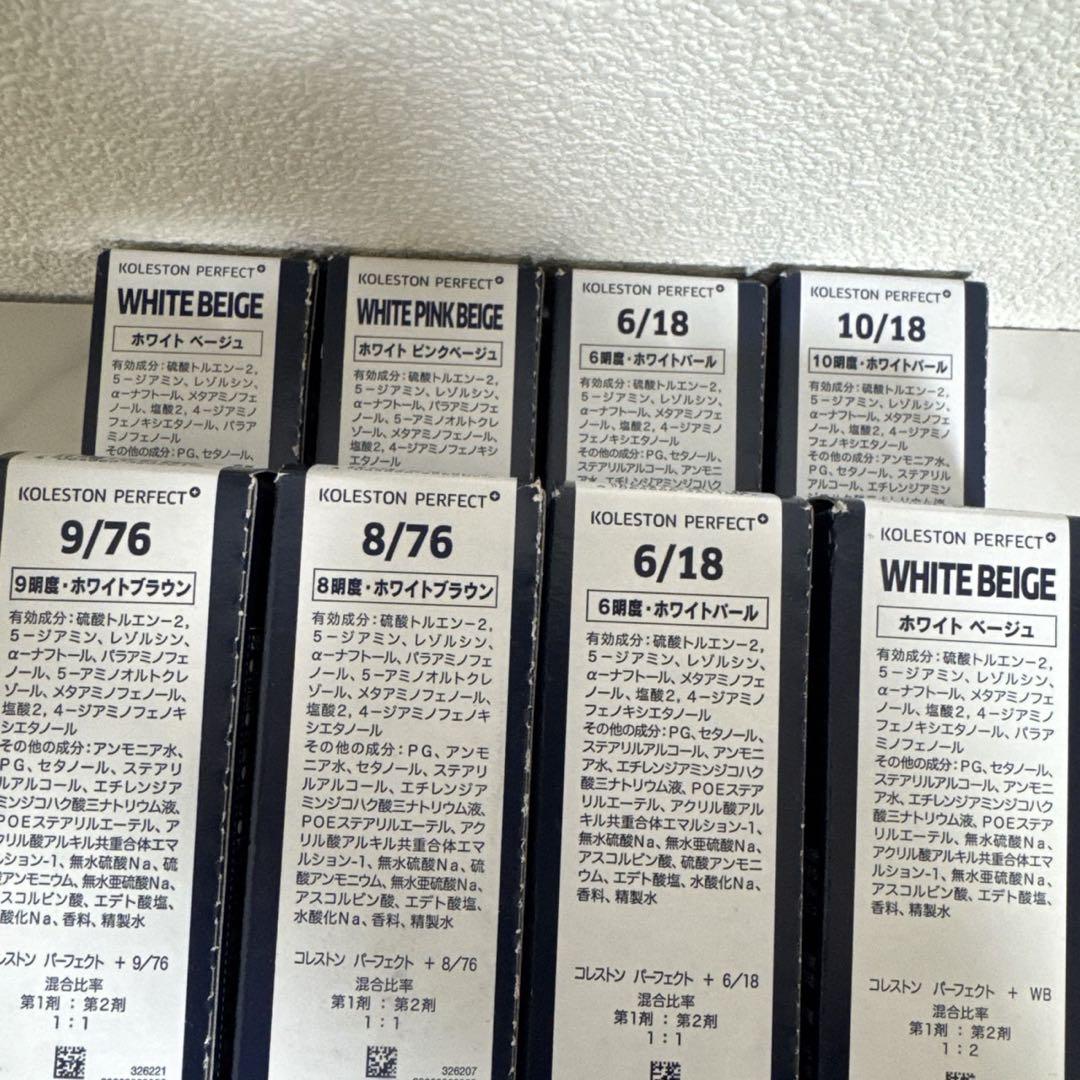 KOLESTON PERFECT+
WHITE BEIGE
ホワイト ベージュ
有効成分:硫酸トルエン-2,
5-ジアミン、レゾルシン、
α-ナフトール、メタアミノフェ
ノール、塩酸2, 4-ジアミノ
フェノキシエタノール、パラア
ミノフェノール
その他の成分:PG、セタノール、
KOLESTON PERFECT+
WHITE PINK BEIGE
ホワイト ピンクベージュ
有効成分:硫酸トルエン-2,
5-ジアミン、レゾルシン、
α-ナフトール、パラアミノフェ
ノール、5-アミノオルトクレ
ゾール、メタアミノフェノール、
塩酸2, 4-ジアミノフェノキシ
エタノール
KOLESTON PERFECT+
6/18
6明度・ホワイトパール
有効成分:硫酸トルエン-2,
5-ジアミン、レゾルシン、
α-ナフトール、メタアミノフェ
ノール、塩酸2, 4-ジアミノ
フェノキシエタノール
その他の成分:PG、セタノール、
ステアリルアルコール、アンモニ
ア水、エチレンジアミンジコハク
KOLESTON PERFECT+
10/18
10明度・ホワイトパール
有効成分:硫酸トルエン-2,
5-ジアミン、レゾルシン、
α-ナフトール、メタアミノフェ
ノール、塩酸2, 4-ジアミノ
フェノキシエタノール
その他の成分:アンモニア水、
PG、セタノール、ステアリル
アルコール、エチレンジアミン
KOLESTON PERFECT+
9/76
9明度・ホワイトブラウン
有効成分:硫酸トルエン-2,
5-ジアミン、レゾルシン、
α-ナフトール、パラアミノフェ
ノール、5-アミノオルトクレ
ゾール、メタアミノフェノール、
塩酸2, 4-ジアミノフェノキ
シエタノール
その他の成分:アンモニア水、
PG、セタノール、ステアリ
ルアルコール、エチレンジア
ミンジコハク酸三ナトリウム液、
POEステアリルエーテル、ア
クリル酸アルキル共重合体エマ
ルション-1、無水硫酸Na、硫
酸アンモニウム、無水亜硫酸Na、
アスコルビン酸、エデト酸塩、
水酸化Na、香料、精製水
コレストン パーフェクト + 9/76
混合比率
第1剤 : 第2剤
1 : 1
326221
KOLESTON PERFECT+
8/76
8明度・ホワイトブラウン
有効成分:硫酸トルエン-2,
5-ジアミン、レゾルシン、
α-ナフトール、パラアミノフェ
ノール、5-アミノオルトクレ
ゾール、メタアミノフェノール、
塩酸2, 4-ジアミノフェノキ
シエタノール
その他の成分:PG、アンモ
ニア水、セタノール、ステアリ
ルアルコール、エチレンジア
ミンジコハク酸三ナトリウム液、
POEステアリルエーテル、アク
リル酸アルキル共重合体エマ
ルション-1、無水硫酸Na、硫
酸アンモニウム、無水亜硫酸Na、
アスコルビン酸、エデト酸塩、
水酸化Na、香料、精製水
コレストン パーフェクト + 8/76
混合比率
第1剤 : 第2剤
1 : 1
326207
KOLESTON PERFECT+
6/18
6明度・ホワイトパール
有効成分:硫酸トルエン-2,
5-ジアミン、レゾルシン、
α-ナフトール、メタアミノフェ
ノール、塩酸2, 4-ジアミノ
フェノキシエタノール
その他の成分:PG、セタノール、
ステアリルアルコール、アンモニ
ア水、エチレンジアミンジコハク
酸三ナトリウム液、POEステア
リルエーテル、アクリル酸アル
キル共重合体エマルション-1、
無水硫酸Na、無水亜硫酸Na、
アスコルビン酸、硫酸アンモニ
ウム、エデト酸塩、水酸化Na、
香料、精製水
コレストン パーフェクト + 6/18
混合比率
第1剤 : 第2剤
1 : 1
KOLESTON PERFECT+
WHITE BEIGE
ホワイト ベージュ
有効成分:硫酸トルエン-2,
5-ジアミン、レゾルシン、
α-ナフトール、メタアミノフェ
ノール、塩酸2, 4-ジアミノ
フェノキシエタノール、パラア
ミノフェノール
その他の成分:PG、セタノール、
ステアリルアルコール、アンモニ
ア水、エチレンジアミンジコハク
酸三ナトリウム液、POEステア
リルエーテル、無水硫酸Na、
アクリル酸アルキル共重合体エマ
ルション-1、無水亜硫酸Na、
アスコルビン酸、エデト酸塩、
香料、精製水
コレストン パーフェクト + WB
混合比率
第1剤 : 第2剤
1 : 2